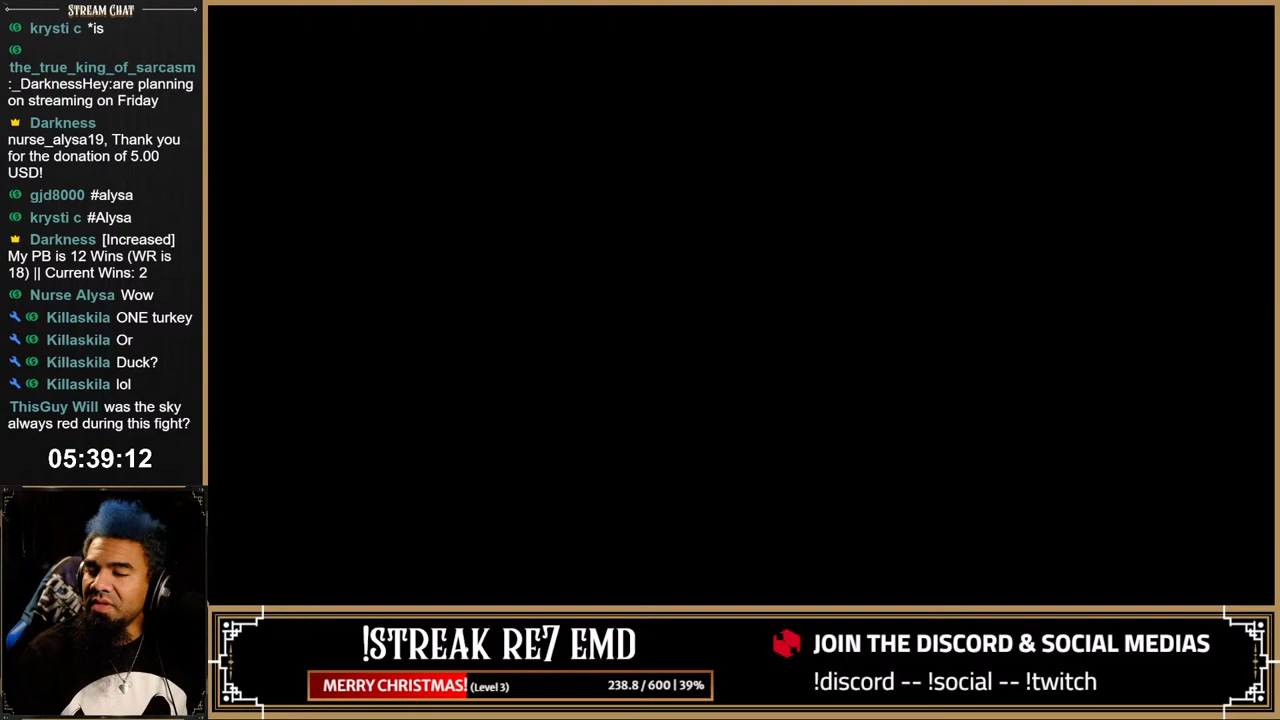 STREAM CHAT
krysti c *is
the_true_king_of_sarcasm
:_DarknessHey:are planning
on streaming on Friday
Darkness
nurse_alysa19, Thank you
for the donation of 5.00
USD!
gjd8000 #alysa
krysti c #Alysa
Darkness [Increased]
My PB is 12 Wins (WR is
18) || Current Wins: 2
Nurse Alysa Wow
Killaskila ONE turkey
Killaskila Or
Killaskila Duck?
Killaskila lol
ThisGuy Will was the sky
always red during this fight?
05:39:12
!STREAK RE7 EMD
MERRY CHRISTMAS! (Level 3) 238.8 / 600 | 39%
JOIN THE DISCORD & SOCIAL MEDIAS
!discord -- !social -- !twitch